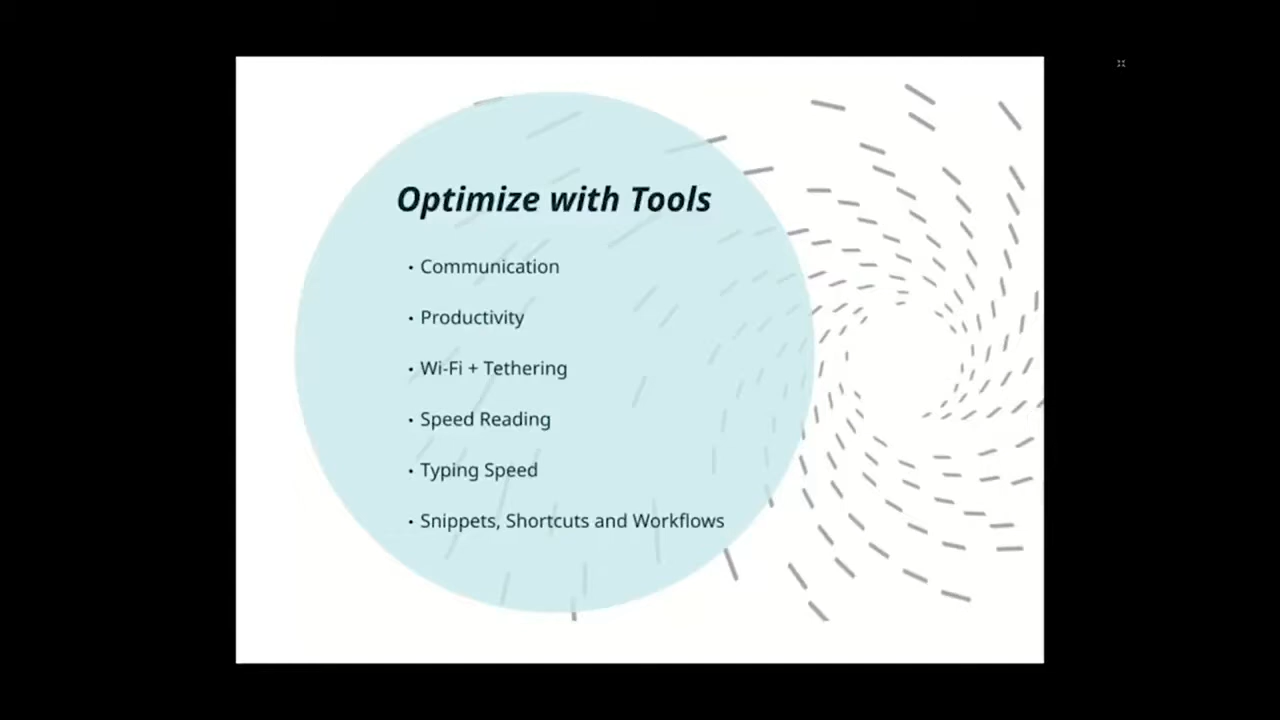 Optimize with Tools
• Communication
• Productivity
• Wi-Fi + Tethering
• Speed Reading
• Typing Speed
• Snippets, Shortcuts and Workflows